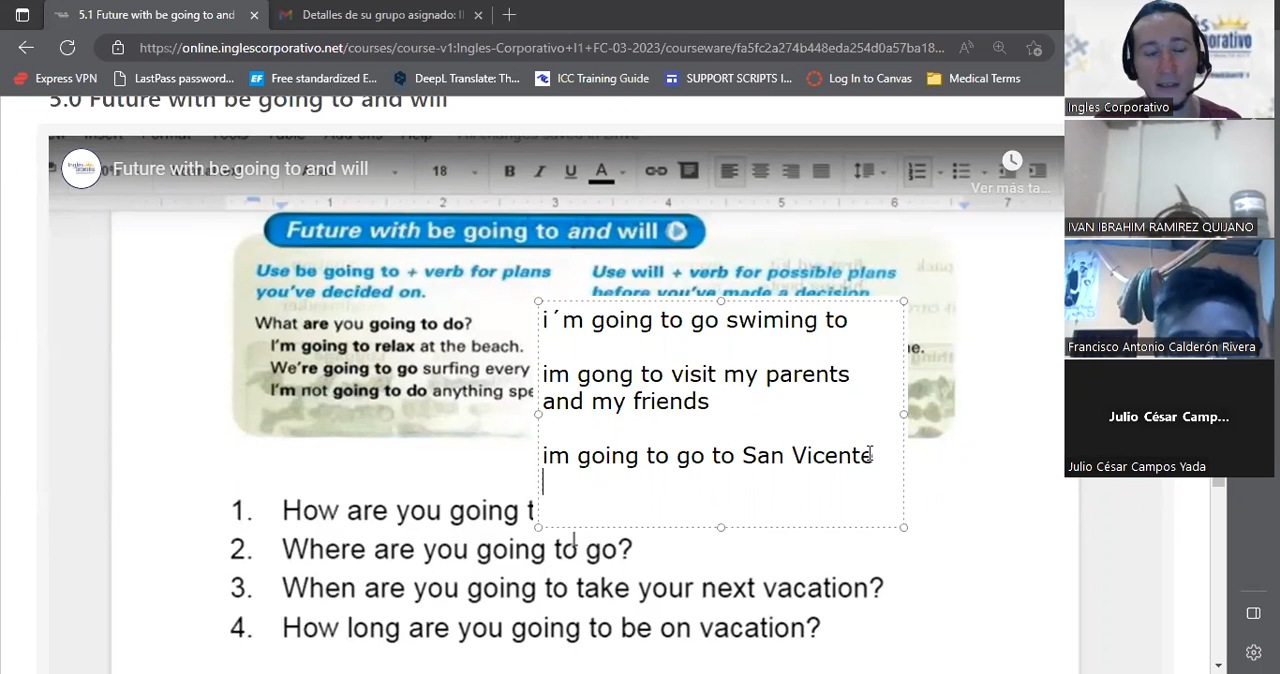 5.1 Future with be going to and
Detalles de su grupo asignado: I
https://online.inglescorporativo.net/courses/course-v1:Ingles-Corporativo+I1+FC-03-2023/courseware/fa5fc2a274b448eda254d0a57ba18...
Express VPN
LastPass password...
Free standardized E...
DeepL Translate: Th...
ICC Training Guide
SUPPORT SCRIPTS I...
Log In to Canvas
Medical Terms
5.0 Future with be going to and will
Future with be going to and will
18
Ver más ta...
1 2 3 4 5 6 7
Future with be going to and will
Use be going to + verb for plans
you've decided on.
What are you going to do?
I'm going to relax at the beach.
We're going to go surfing every
I'm not going to do anything spe
Use will + verb for possible plans
before you've made a decision.
i´m going to go swiming to
im gong to visit my parents
and my friends
im going to go to San Vicente
1. How are you going t
2. Where are you going to go?
3. When are you going to take your next vacation?
4. How long are you going to be on vacation?
Ingles Corporativo
IVAN IBRAHIM RAMIREZ QUIJANO
Francisco Antonio Calderón Rivera
Julio César Camp...
Julio César Campos Yada